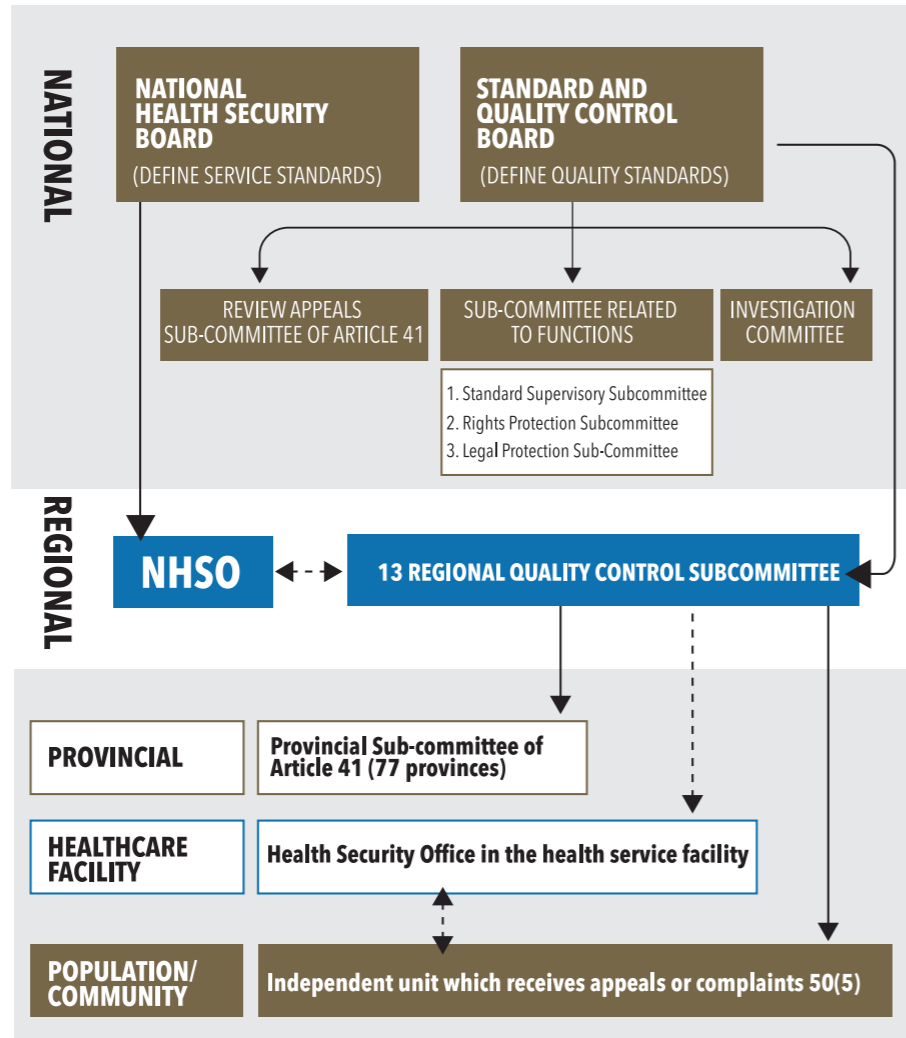 NATIONAL
NATIONAL
HEALTH SECURITY
BOARD
(DEFINE SERVICE STANDARDS)
STANDARD AND
QUALITY CONTROL
BOARD
(DEFINE QUALITY STANDARDS)
REVIEW APPEALS
SUB-COMMITTEE OF ARTICLE 41
SUB-COMMITTEE RELATED
TO FUNCTIONS
INVESTIGATION
COMMITTEE
1. Standard Supervisory Subcommittee
2. Rights Protection Subcommittee
3. Legal Protection Sub-Committee
REGIONAL
NHSO
13 REGIONAL QUALITY CONTROL SUBCOMMITTEE
PROVINCIAL
Provincial Sub-committee of
Article 41 (77 provinces)
HEALTHCARE
FACILITY
Health Security Office in the health service facility
POPULATION/
COMMUNITY
Independent unit which receives appeals or complaints 50(5)